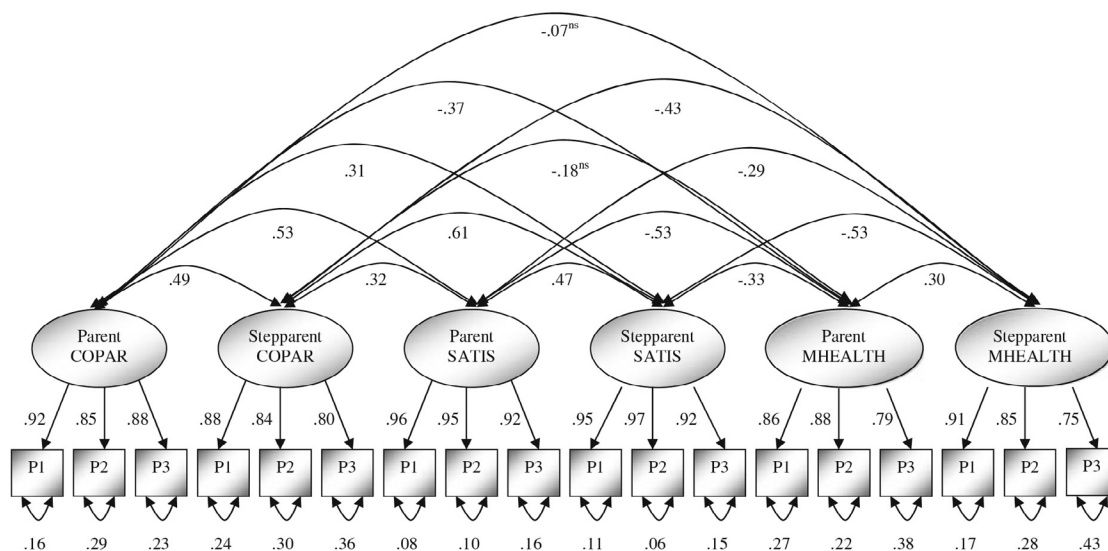 -.07ns
-.37 -.43
.31 -.18ns -.29
.53 .61 -.53 -.53
.49 .32 .47 -.33 .30
Parent Stepparent Parent Stepparent Parent Stepparent
COPAR COPAR SATIS SATIS MHEALTH MHEALTH
.92 .85 .88 .88 .84 .80 .96 .95 .92 .95 .97 .92 .86 .88 .79 .91 .85 .75
P1 P2 P3 P1 P2 P3 P1 P2 P3 P1 P2 P3 P1 P2 P3 P1 P2 P3
.16 .29 .23 .24 .30 .36 .08 .10 .16 .11 .06 .15 .27 .22 .38 .17 .28 .43